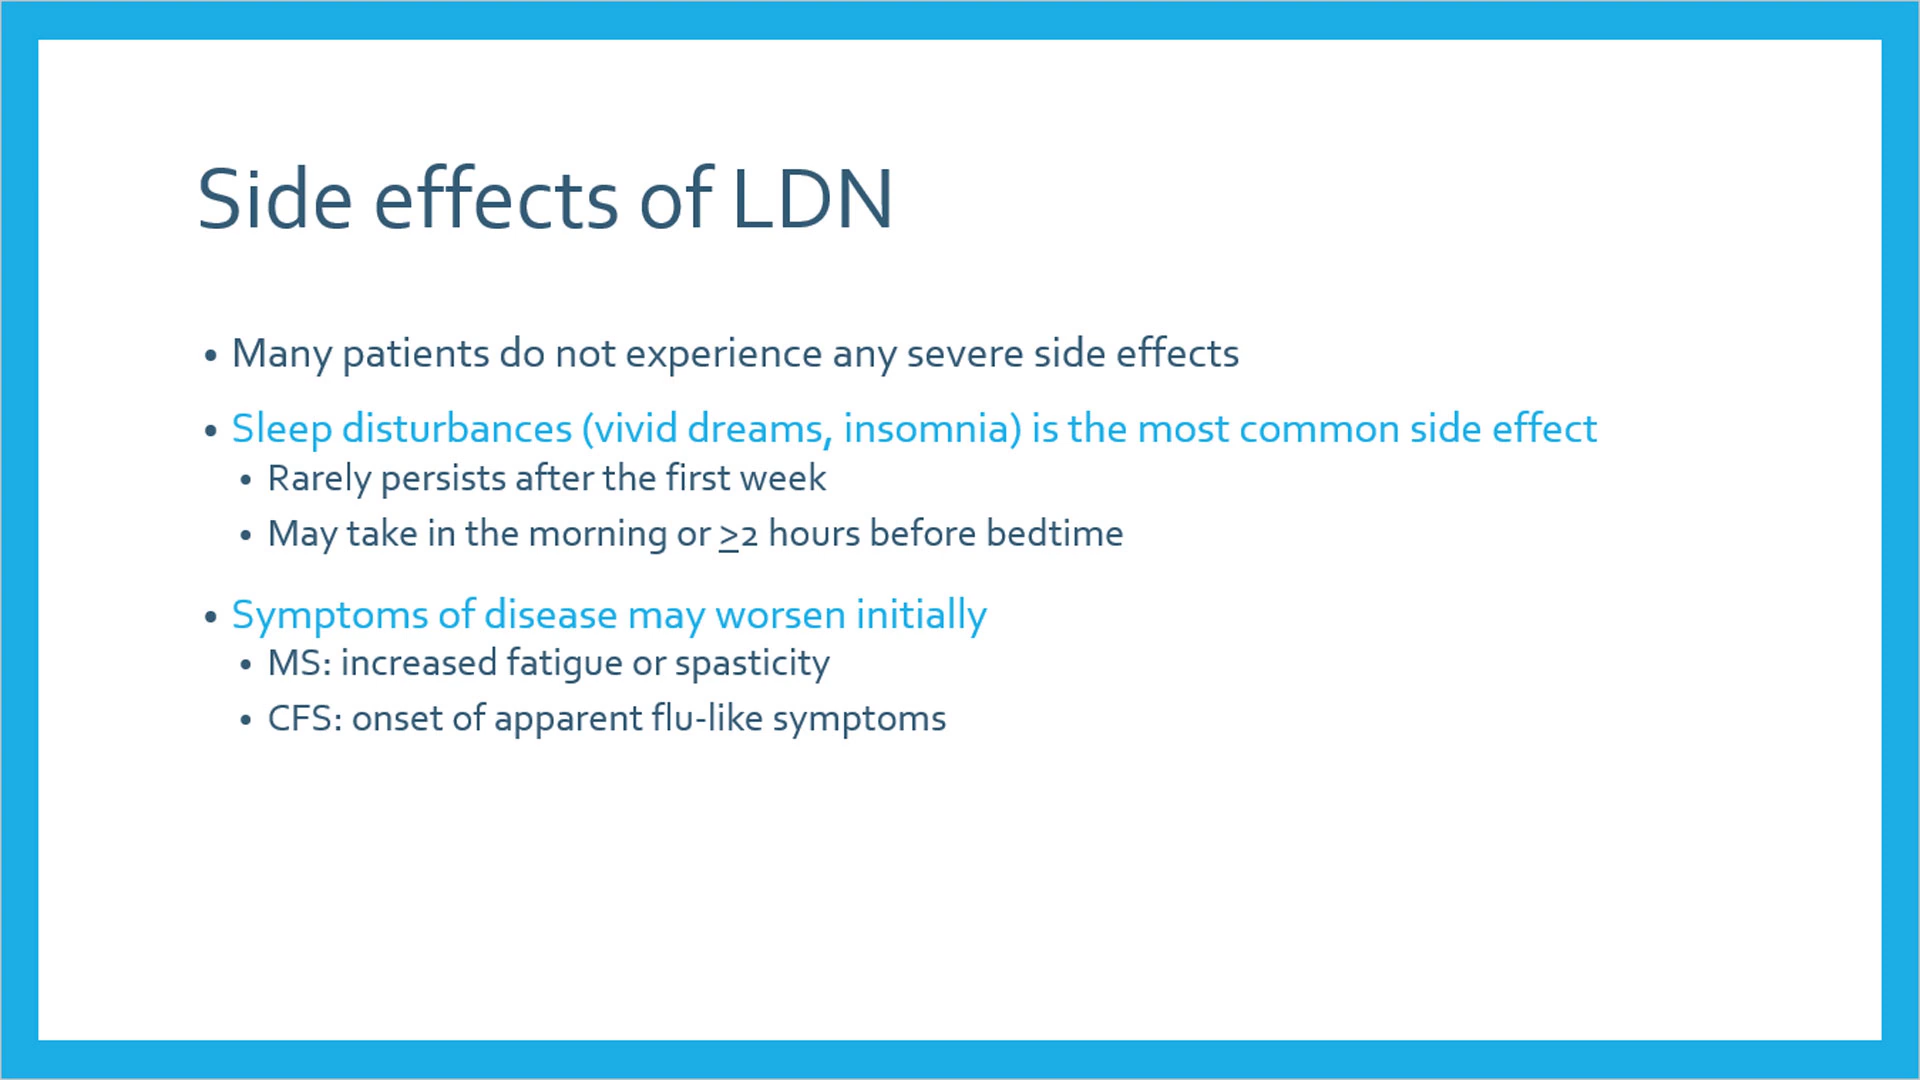 Side effects of LDN
• Many patients do not experience any severe side effects
• Sleep disturbances (vivid dreams, insomnia) is the most common side effect
• Rarely persists after the first week
• May take in the morning or ≥2 hours before bedtime
• Symptoms of disease may worsen initially
• MS: increased fatigue or spasticity
• CFS: onset of apparent flu-like symptoms